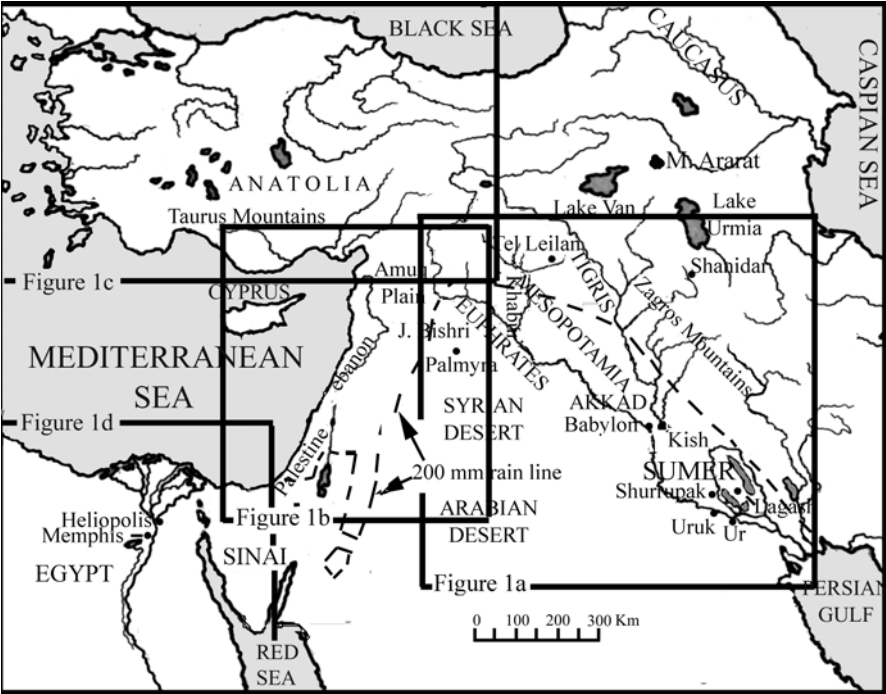 BLACK SEA
CAUCASUS
CASPIAN SEA
M. Ararat
ANATOLIA
Lake Van
Lake
Urmia
Taurus Mountains
Tel Leilan
TIGRIS
Shanidar
Amuq
Plain
Figure 1c
CYPRUS
Khabur
MESOPOTAMIA
Zagros Mountains
EUPHRATES
J. Bishri
Palmyra
MEDITERRANEAN
SEA
ebanon
SYRIAN
DESERT
AKKAD
Babylon
Kish
Figure 1d
Palestine
200 mm rain line
SUMER
Shurrupak
Lagash
Uruk
Ur
ARABIAN
DESERT
Figure 1b
Heliopolis
Memphis
EGYPT
SINAI
Figure 1a
PERSIAN
GULF
0 100 200 300 Km
RED
SEA